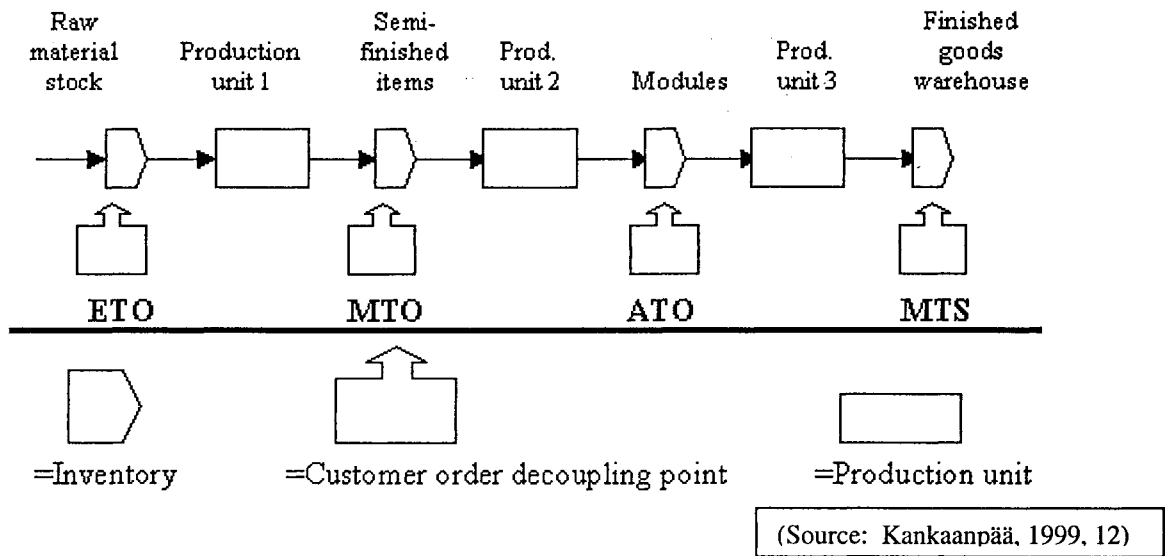 Raw
material
stock
Production
unit 1
Semi-
finished
items
Prod.
unit 2
Modules
Prod.
unit 3
Finished
goods
warehouse
ETO
MTO
ATO
MTS
=Inventory
=Customer order decoupling point
=Production unit
(Source: Kankaanpää, 1999, 12)